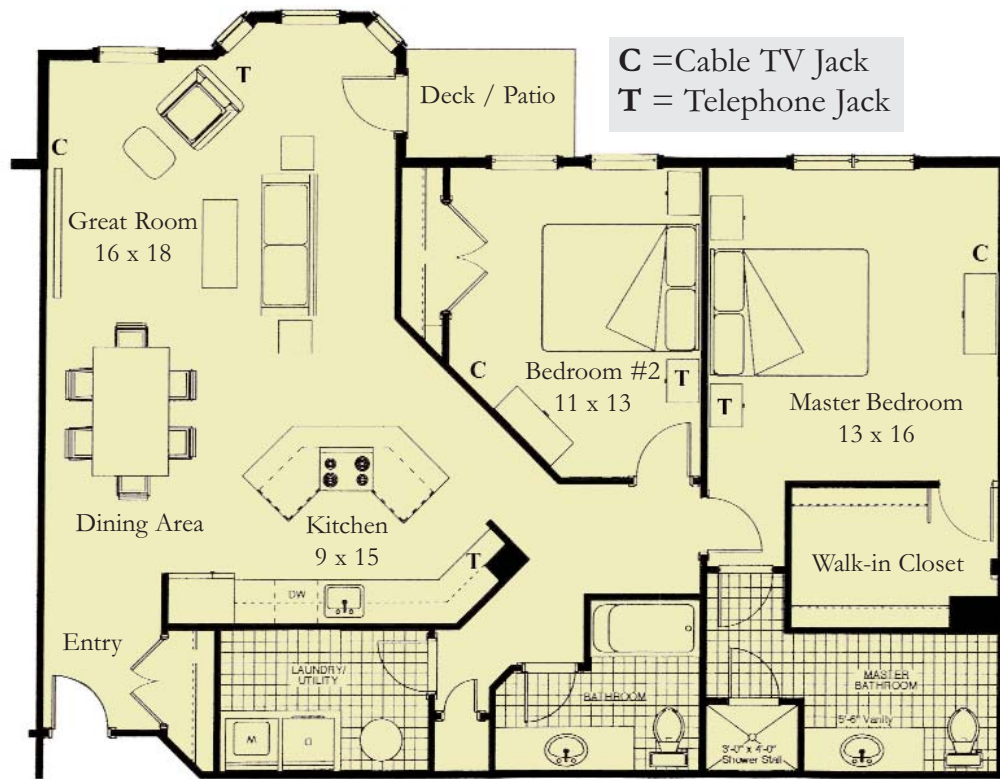 C =Cable TV Jack
T = Telephone Jack
Deck / Patio
T
C
Great Room
16 x 18
C
C
Bedroom #2
11 x 13
T
T
Master Bedroom
13 x 16
Dining Area
Kitchen
9 x 15
T
Walk-in Closet
DW
Entry
LAUNDRY/
UTILITY
BATHROOM
MASTER
BATHROOM
5'-6" Vanity
W
D
3'-0" x 4'-0"
Shower Stall